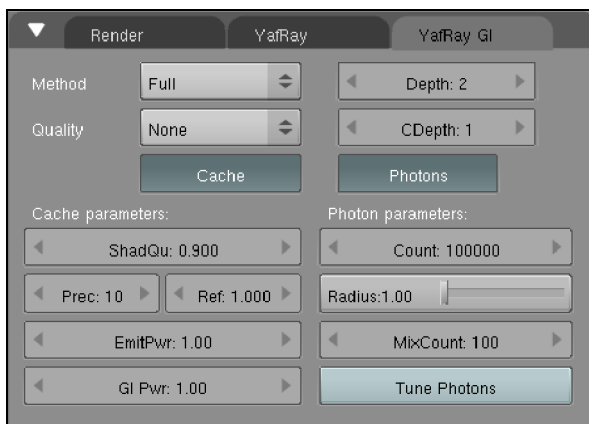 Render YafRay YafRay GI
Method Full Depth: 2
Quality None CDepth: 1
Cache Photons
Cache parameters: Photon parameters:
ShadQu: 0.900 Count: 100000
Prec: 10 Ref: 1.000 Radius:1.00
EmitPwr: 1.00 MixCount: 100
GI Pwr: 1.00 Tune Photons